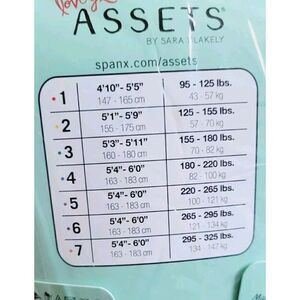 love y
ASSETS
BY SARA BLAKELY
spanx.com/assets
1 4'10"- 5'5" 95 - 125 lbs.
147 - 165 cm 43 - 57 kg
2 5'1"- 5'9" 125 - 155 lbs.
155 - 175 cm 57 - 70 kg
3 5'3"- 5'11" 155 - 180 lbs.
160 - 180 cm 70 - 82 kg
4 5'4"- 6'0" 180 - 220 lbs.
163 - 183 cm 82 - 100 kg
5 5'4"- 6'0" 220 - 265 lbs.
163 - 183 cm 100 - 121 kg
6 5'4"- 6'0" 265 - 295 lbs.
163 - 183 cm 121 - 134 kg
7 5'4"- 6'0" 295 - 325 lbs.
163 - 183 cm 134 - 147 kg